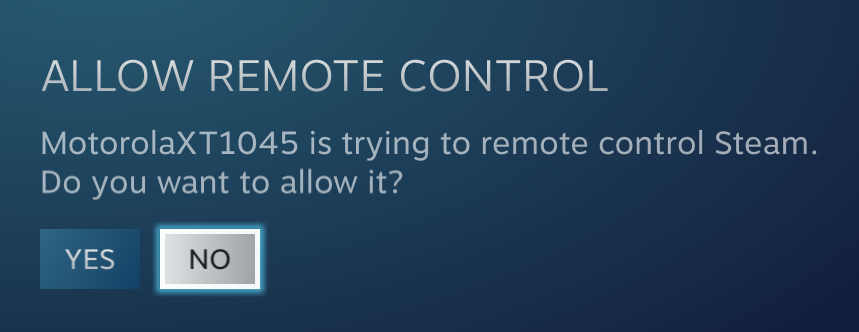 ALLOW REMOTE CONTROL
MotorolaXT1045 is trying to remote control Steam.
Do you want to allow it?
YES NO